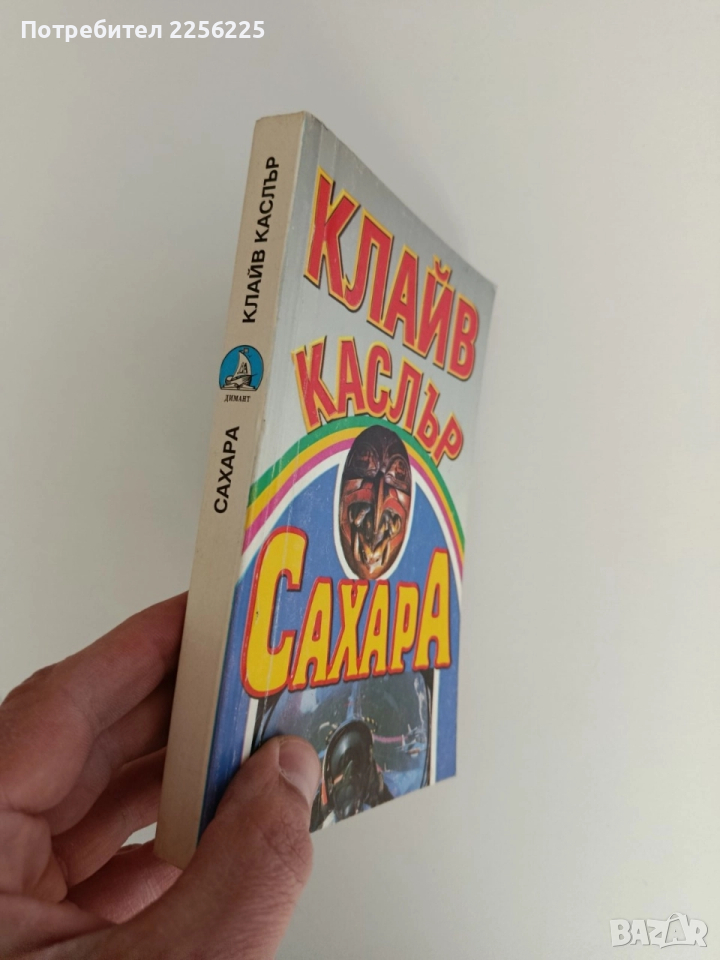 Потребител 2256225
КЛАЙВ КАСЛЪР
ДИМАНТ
САХАРА
КЛАЙВ
КАСЛЪР
САХАРА
BAZAR